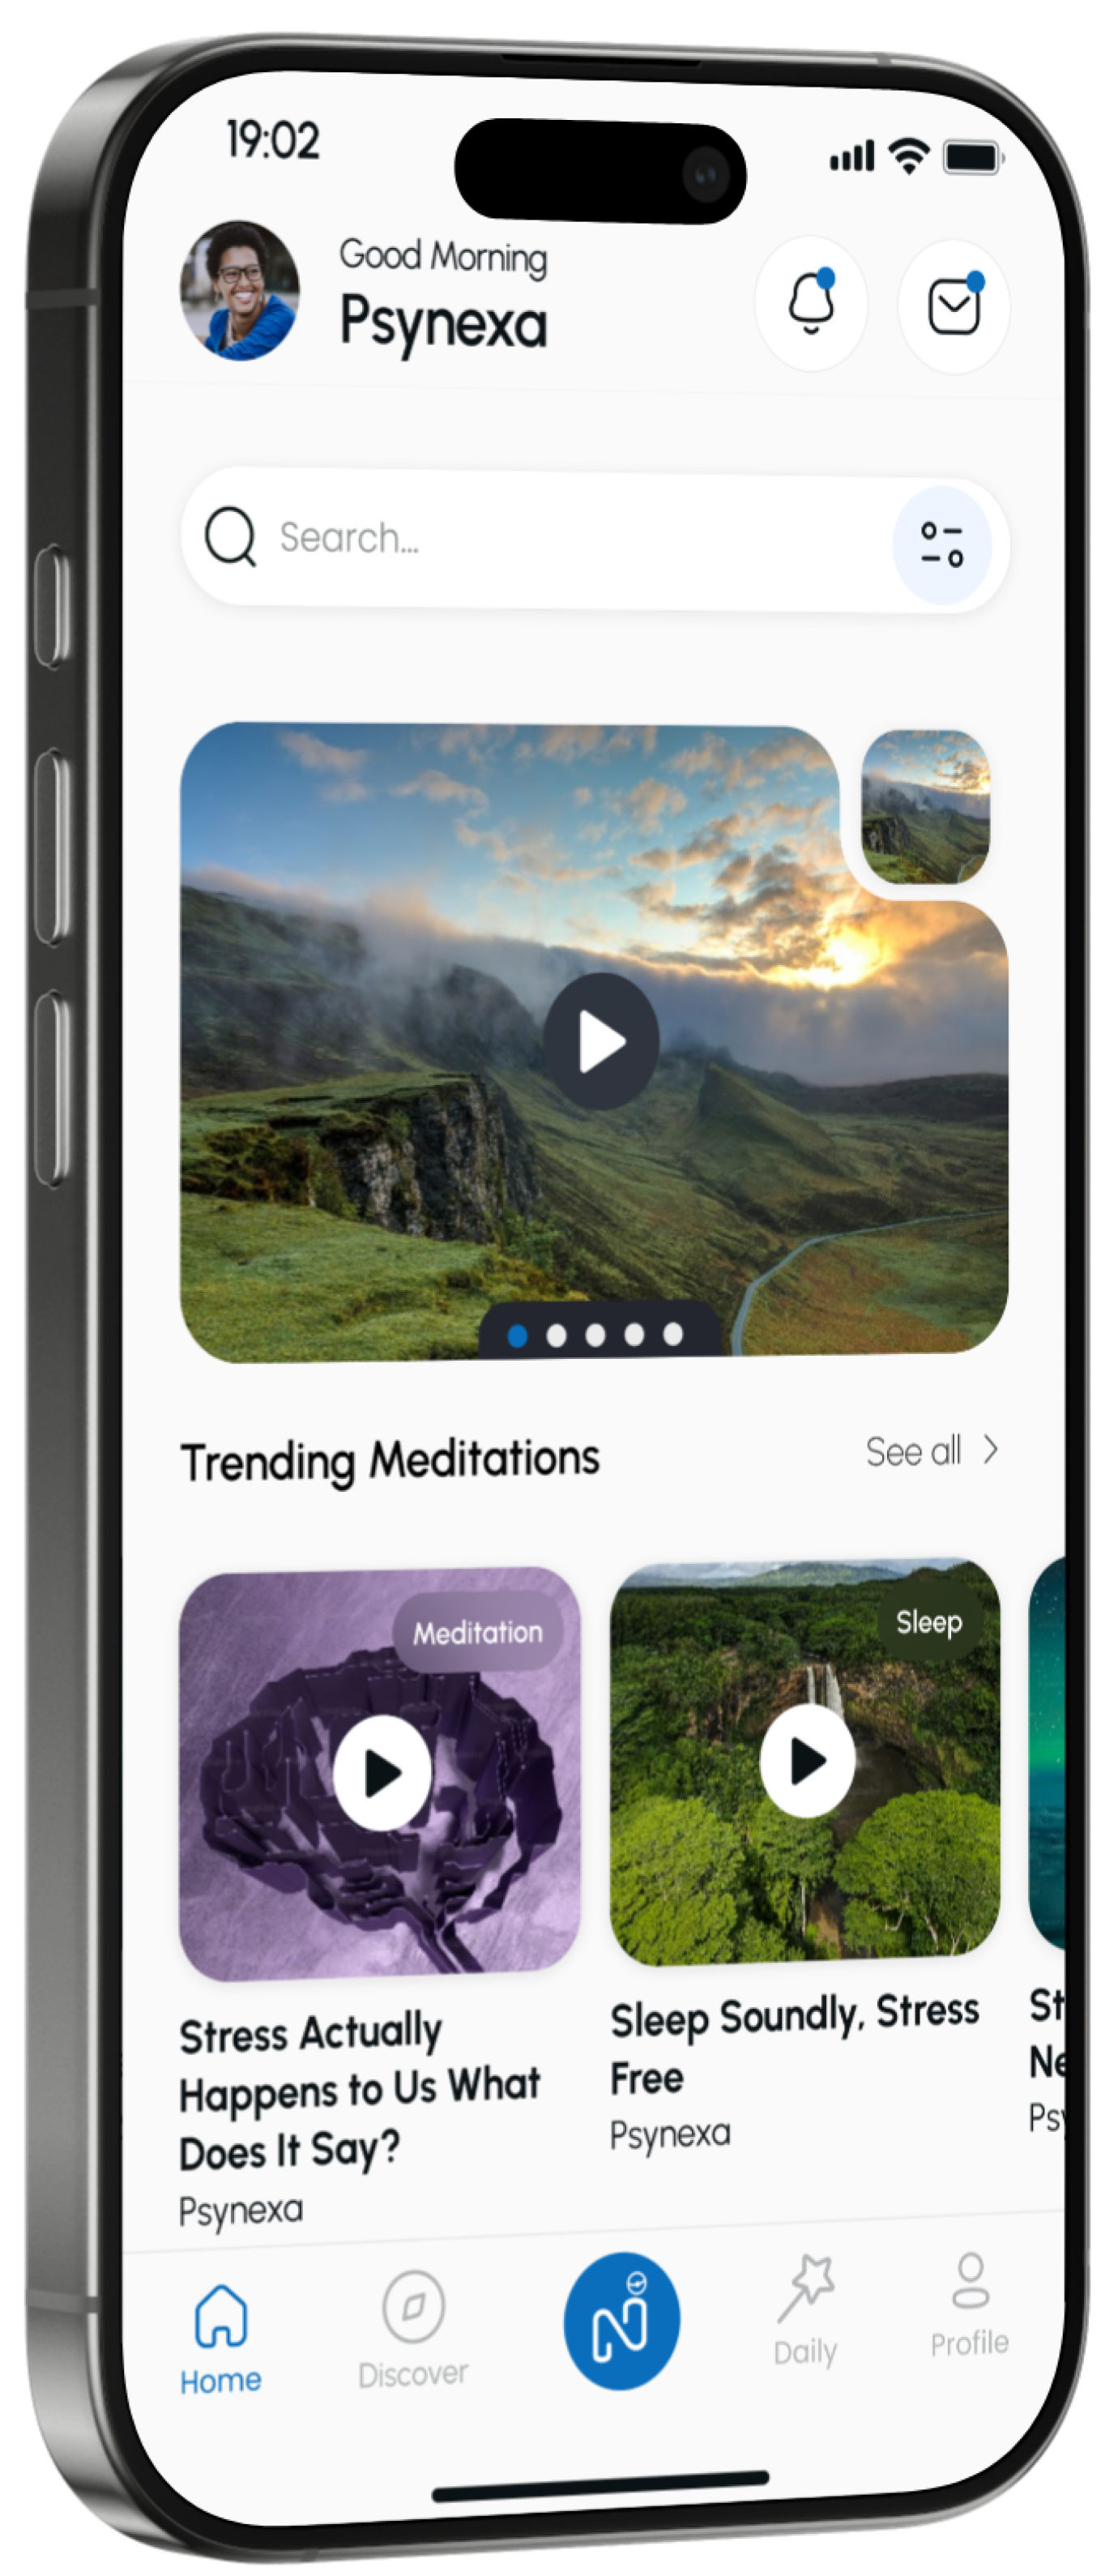 19:02
Good Morning
Psynexa
Search...
Trending Meditations
See all
Meditation
Sleep
Stress Actually
Happens to Us What
Does It Say?
Psynexa
Sleep Soundly, Stress
Free
Psynexa
St
Ne
Psy
Home
Discover
Daily
Profile